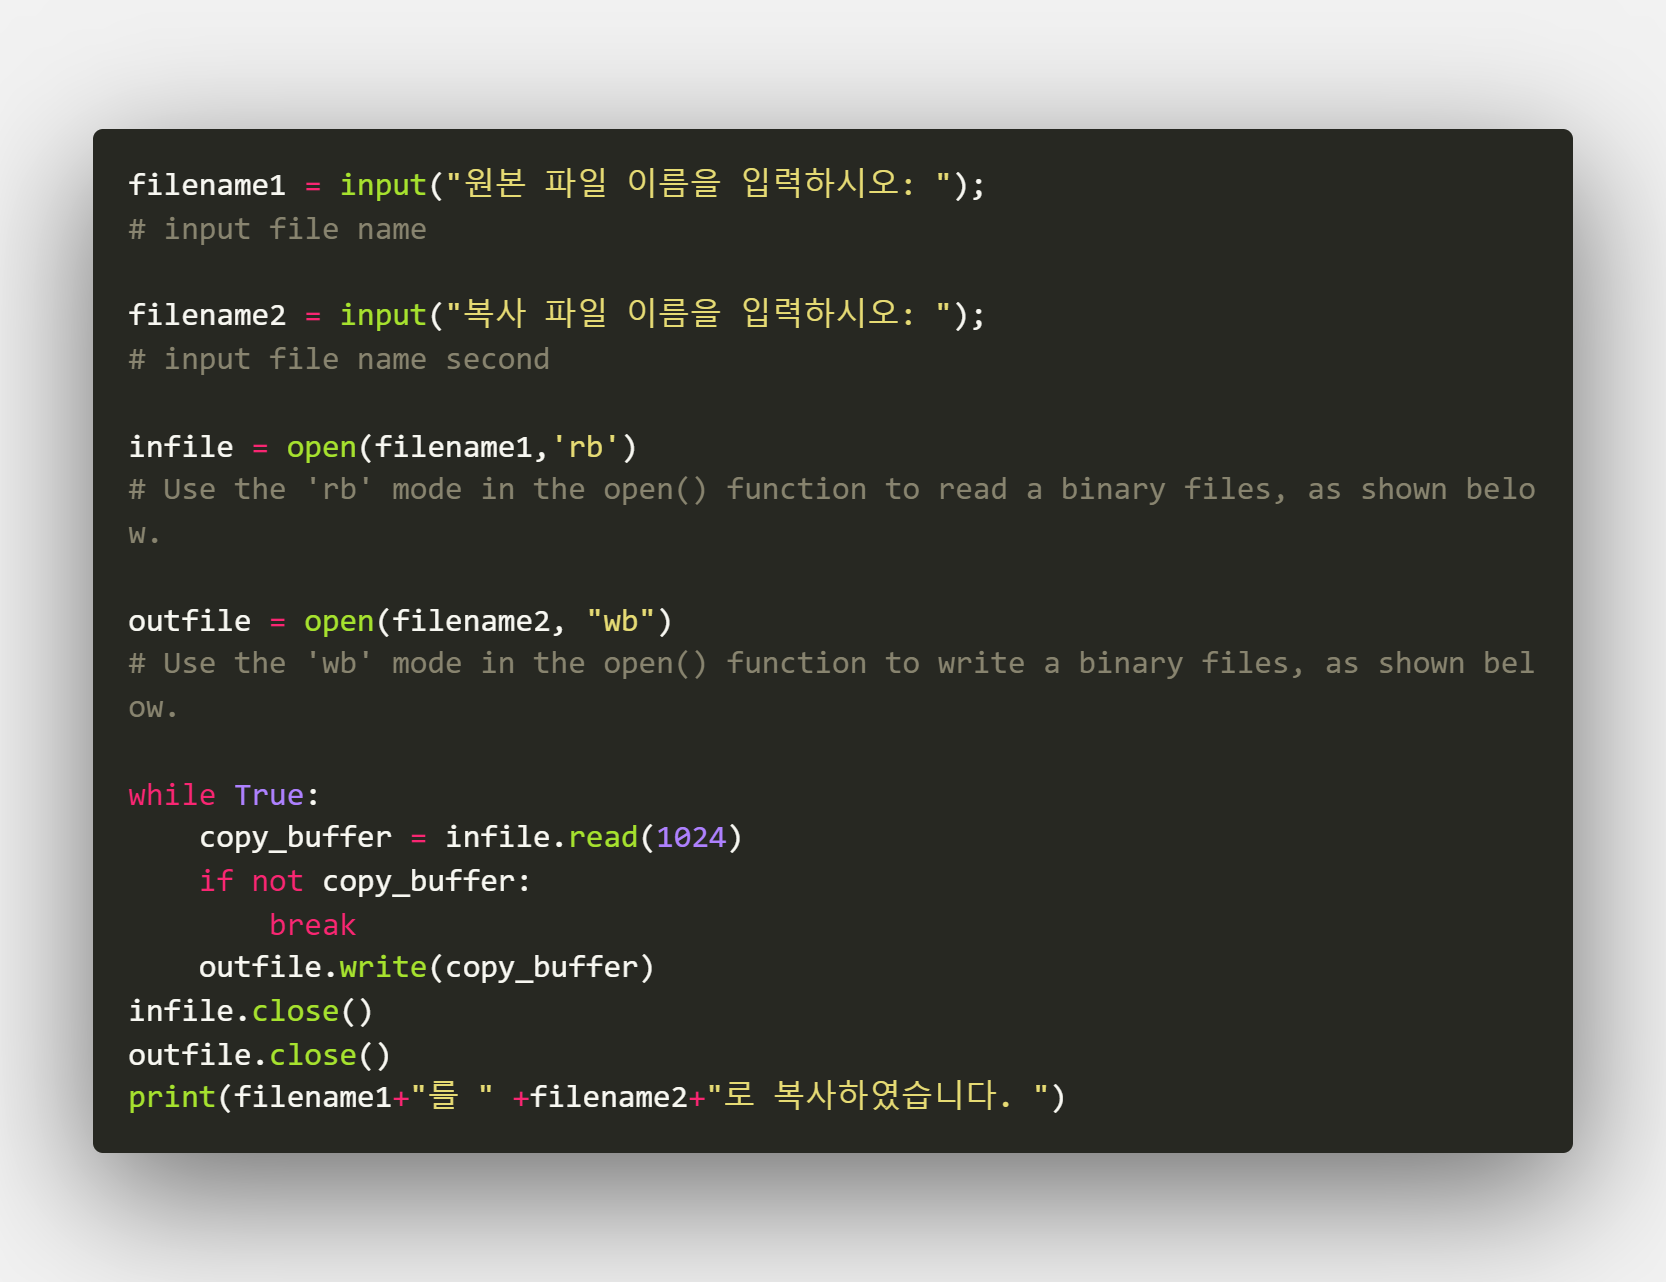 filename1 = input("원본 파일 이름을 입력하시오: ");
# input file name
filename2 = input("복사 파일 이름을 입력하시오: ");
# input file name second
infile = open(filename1,'rb')
# Use the 'rb' mode in the open() function to read a binary files, as shown belo
w.
outfile = open(filename2, "wb")
# Use the 'wb' mode in the open() function to write a binary files, as shown bel
ow.
while True:
    copy_buffer = infile.read(1024)
    if not copy_buffer:
        break
    outfile.write(copy_buffer)
infile.close()
outfile.close()
print(filename1+"를 " +filename2+"로 복사하였습니다. ")